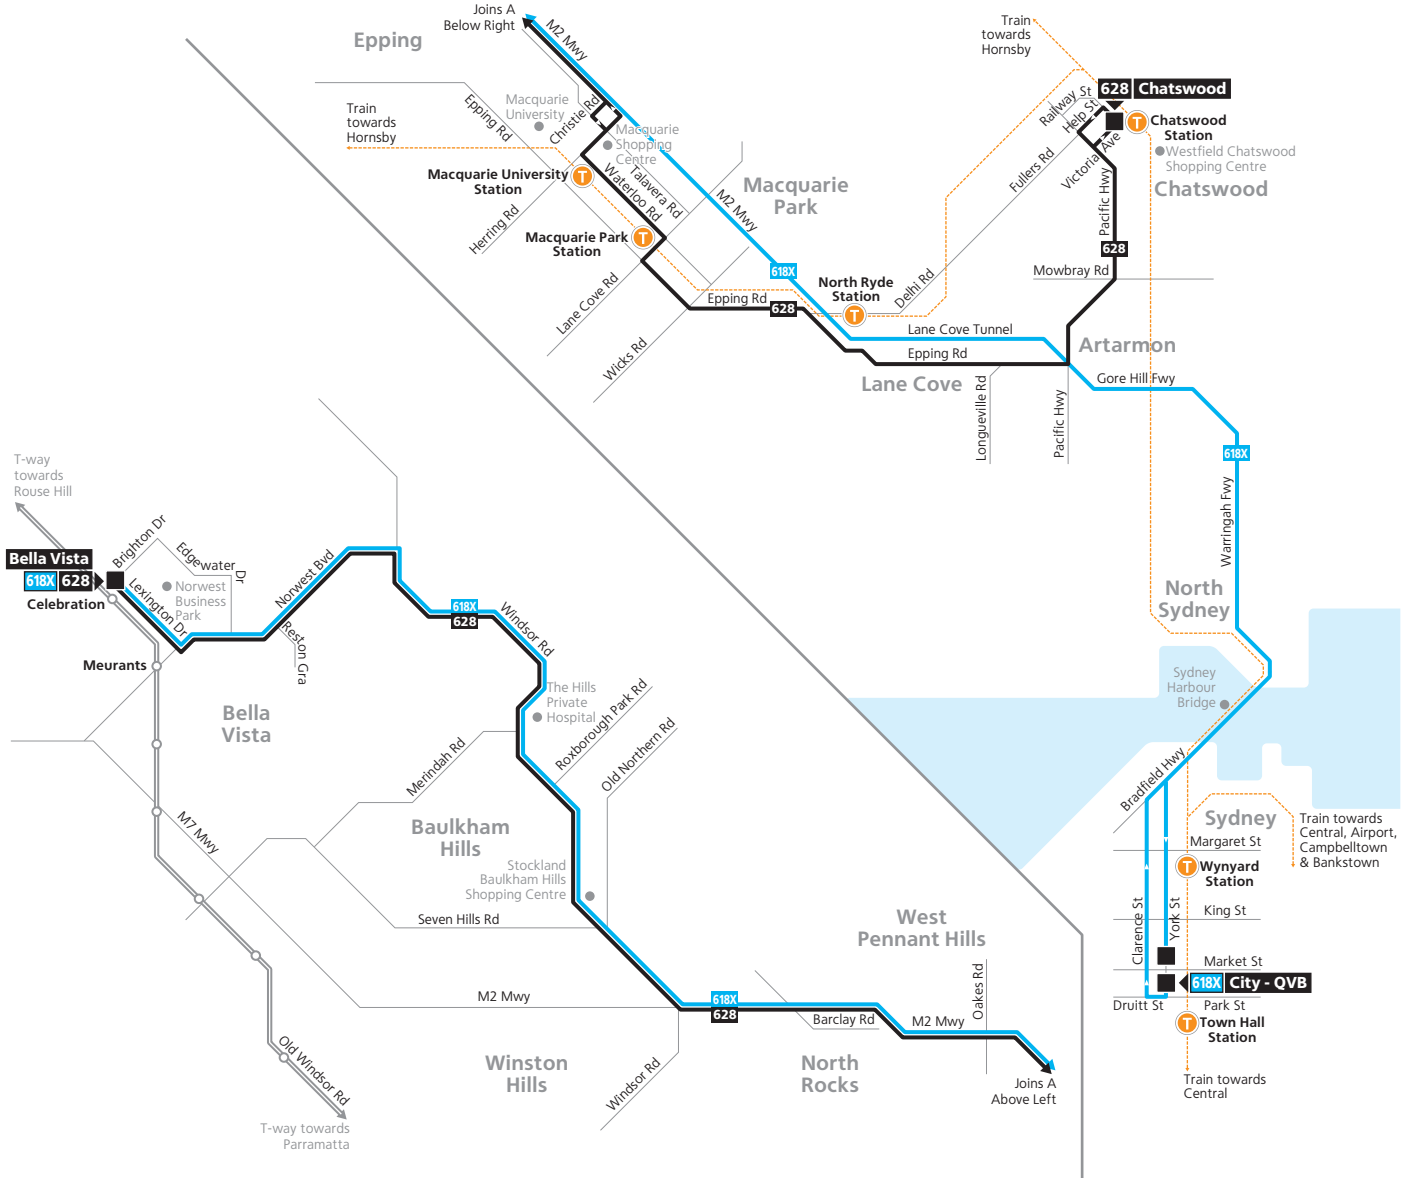 Joins A
Below Right
Epping
M2 Mwy
Train
towards
Hornsby
Railway St
628 Chatswood
Help St
Chatswood
Station
Westfield Chatswood
Shopping Centre
Chatswood
Victoria Ave
Fullers Rd
Pacific Hwy
628
Mowbray Rd
Macquarie
University
Christie Rd
Epping Rd
Train
towards
Hornsby
Macquarie
Shopping
Centre
Macquarie University
Station
Talavera Rd
Waterloo Rd
Herring Rd
Macquarie Park
Station
Macquarie
Park
M2 Mwy
618X
North Ryde
Station
Delhi Rd
Lane Cove Rd
Epping Rd
628
Wicks Rd
Lane Cove Tunnel
Epping Rd
Artarmon
Lane Cove
Gore Hill Fwy
Longueville Rd
Pacific Hwy
618X
Warringah Fwy
North
Sydney
Sydney
Harbour
Bridge
Bradfield Hwy
Sydney
Train towards
Central, Airport,
Campbelltown
& Bankstown
Margaret St
Wynyard
Station
King St
Clarence St
York St
Market St
618X City - QVB
Druitt St
Park St
Town Hall
Station
Train towards
Central
T-way
towards
Rouse Hill
Bella Vista
618X 628
Celebration
Brighton Dr
Edgewater Dr
Norwest
Business
Park
Lexington Dr
Norwest Bvd
Reston Gra
Meurants
Bella
Vista
618X
628
Windsor Rd
The Hills
Private
Hospital
Roxborough Park Rd
Old Northern Rd
Merindah Rd
M7 Mwy
Baulkham
Hills
Stockland
Baulkham Hills
Shopping Centre
Seven Hills Rd
M2 Mwy
618X
628
West
Pennant Hills
Oakes Rd
Barclay Rd
M2 Mwy
Winston
Hills
Windsor Rd
North
Rocks
Joins A
Above Left
Old Windsor Rd
T-way towards
Parramatta
T
T
T
T
T
T